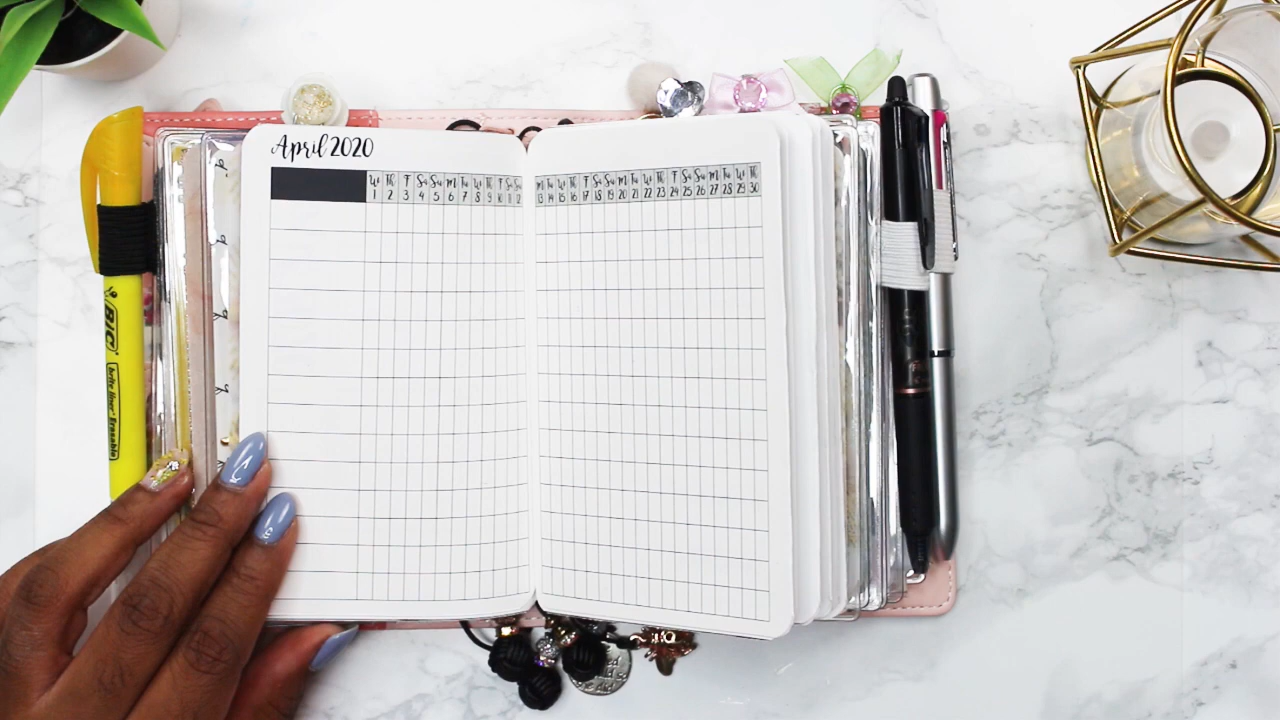 April 2020
W Th F Sa Su M Tu W Th F Sa Su M Tu W Th F Sa Su M Tu W Th F Sa Su M Tu W Th
1 2 3 4 5 6 7 8 9 10 11 12 13 14 15 16 17 18 19 20 21 22 23 24 25 26 27 28 29 30
BIC
brite liner Erasable